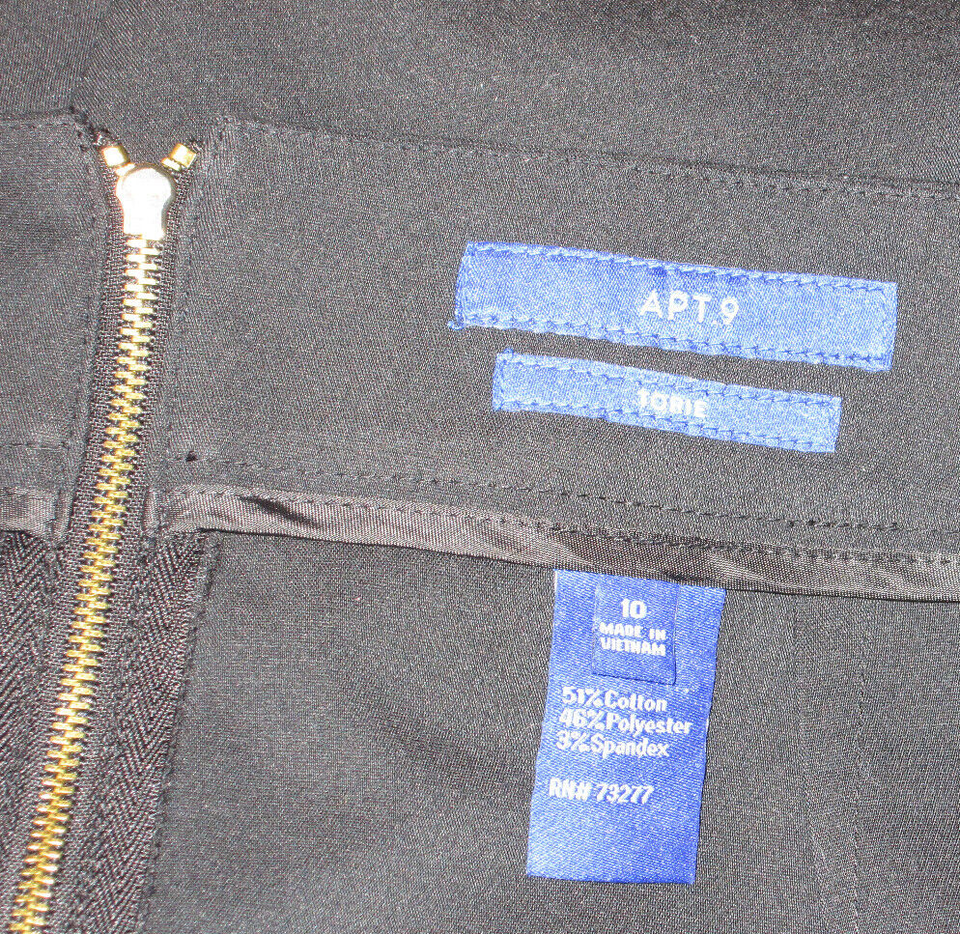 APT. 9
TORIE
10
MADE IN
VIETNAM
51% Cotton
46% Polyester
3% Spandex
RN# 73277